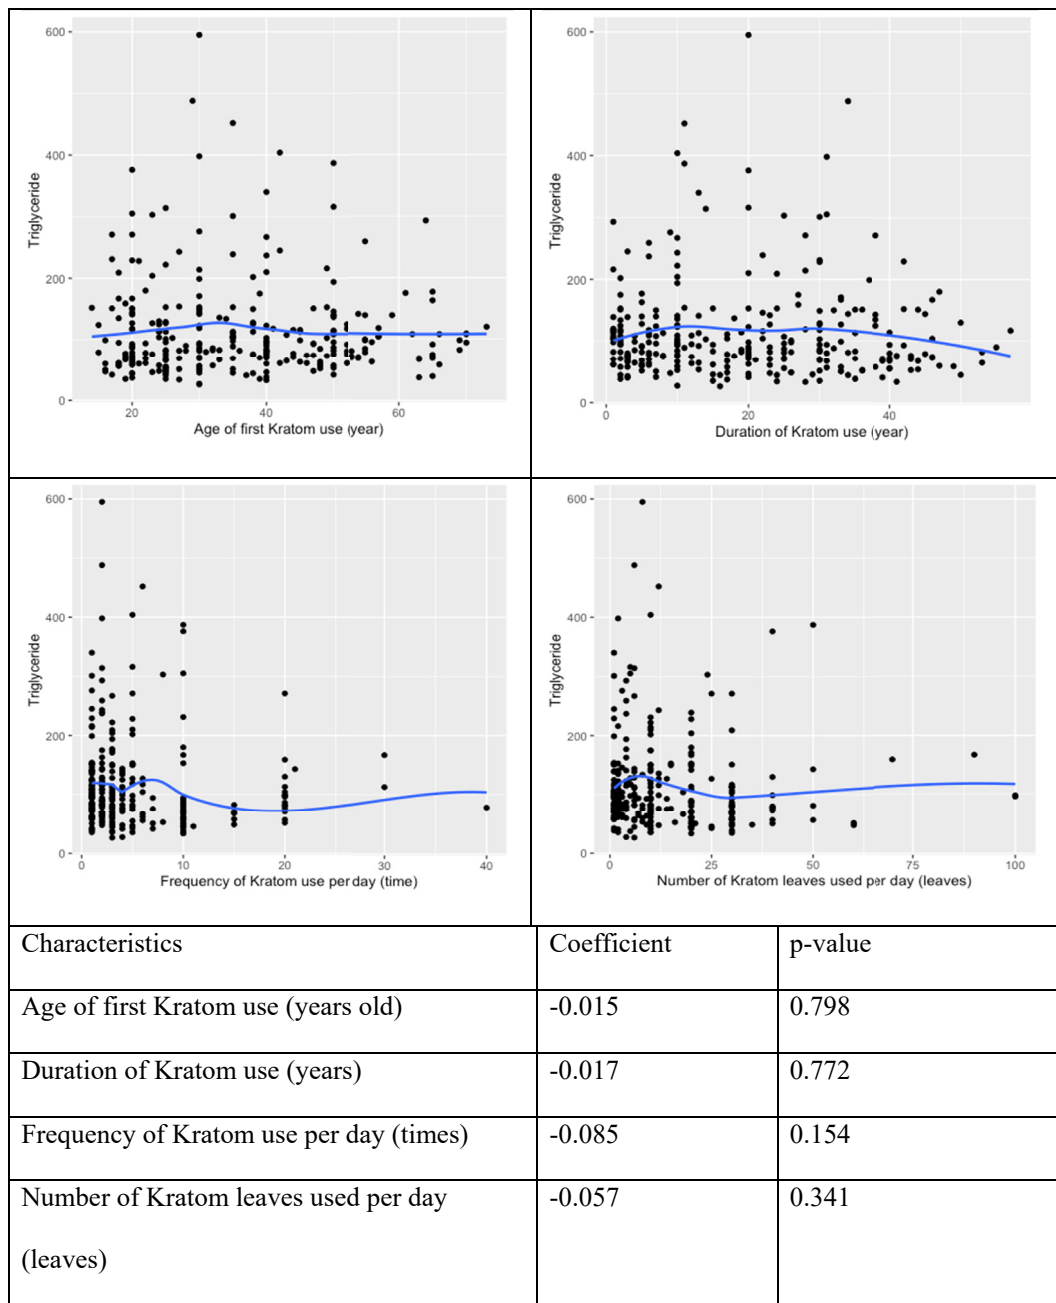 600
400
200
0
Triglyceride
20
40
60
Age of first Kratom use (year)
600
400
200
0
Triglyceride
0
20
40
Duration of Kratom use (year)
600
400
200
0
Triglyceride
0
10
20
30
40
Frequency of Kratom use per day (time)
600
400
200
0
Triglyceride
0
25
50
75
100
Number of Kratom leaves used per day (leaves)
Characteristics Coefficient p-value
Age of first Kratom use (years old) -0.015 0.798
Duration of Kratom use (years) -0.017 0.772
Frequency of Kratom use per day (times) -0.085 0.154
Number of Kratom leaves used per day -0.057 0.341
(leaves)